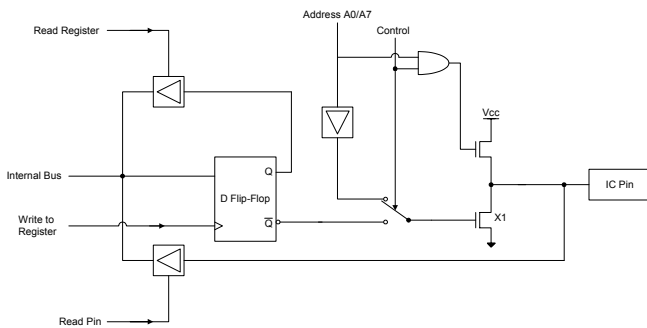 Address A0/A7
Read Register
Control
Vcc
Internal Bus
Q
D Flip-Flop
IC Pin
Write to
Register
Q
X1
Read Pin